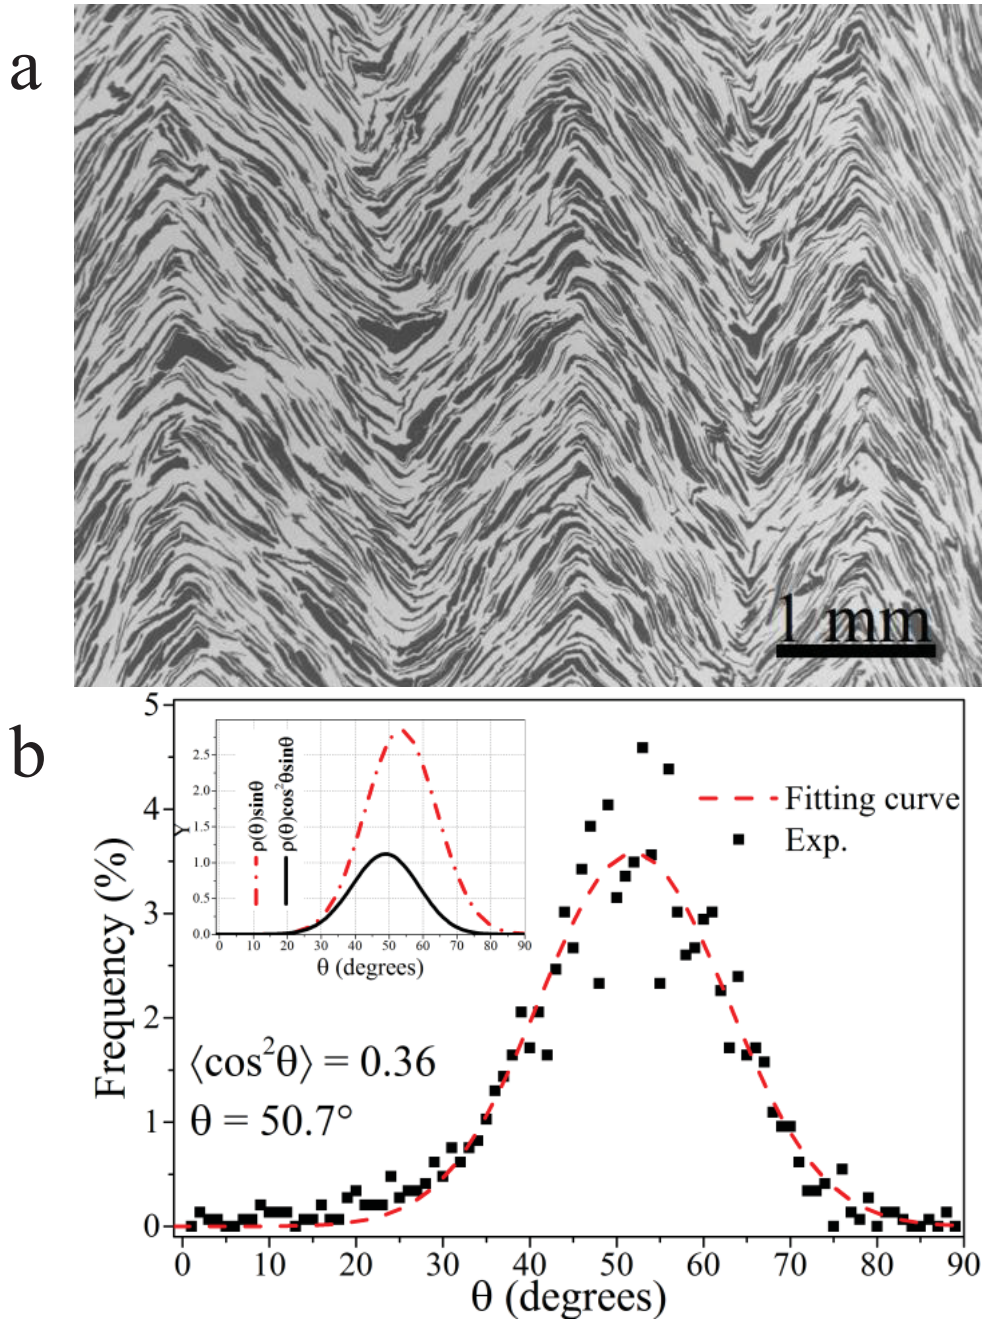 a
1 mm
b
5
4
3
2
1
0
Frequency (%)
0 10 20 30 40 50 60 70 80 90
θ (degrees)
Fitting curve
Exp.
⟨cos²θ⟩ = 0.36
θ = 50.7°
2.5
2.0
1.5
1.0
0.5
0.0
Y
ρ(θ)sinθ
ρ(θ)cos²θsinθ
0 10 20 30 40 50 60 70 80 90
θ (degrees)